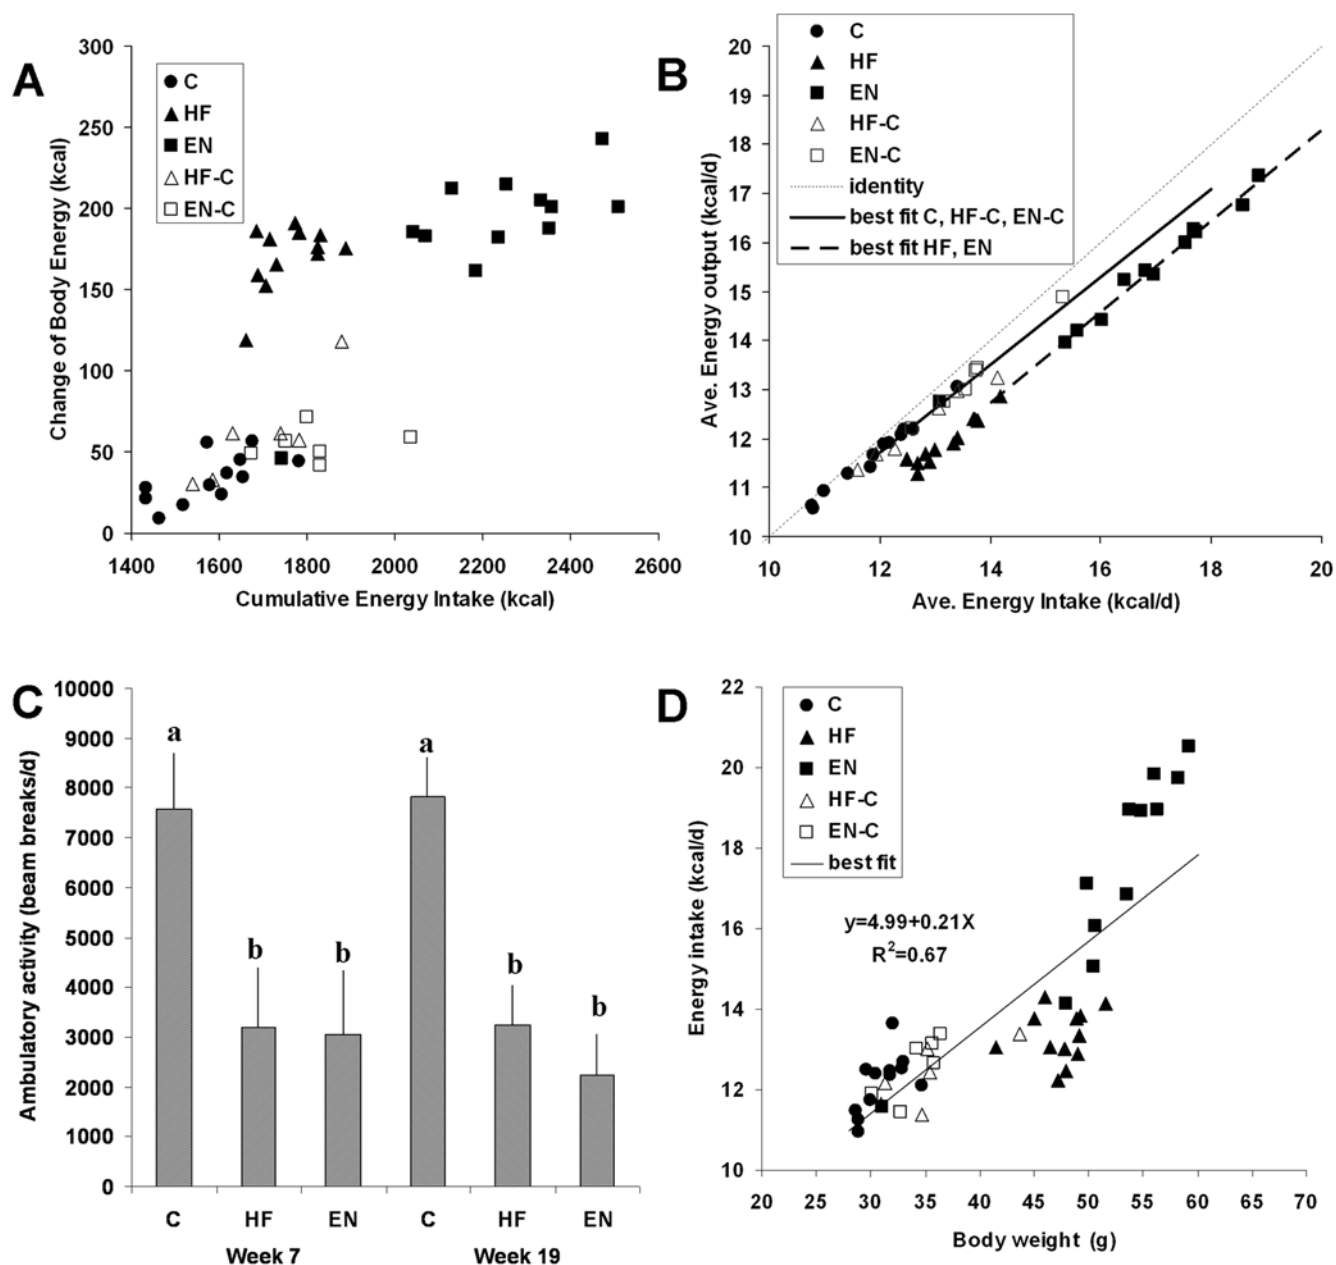 A
Change of Body Energy (kcal)
300
250
200
150
100
50
0
C
HF
EN
HF-C
EN-C
1400 1600 1800 2000 2200 2400 2600
Cumulative Energy Intake (kcal)
B
Ave. Energy output (kcal/d)
20
19
18
17
16
15
14
13
12
11
10
C
HF
EN
HF-C
EN-C
identity
best fit C, HF-C, EN-C
best fit HF, EN
10 12 14 16 18 20
Ave. Energy Intake (kcal/d)
C
Ambulatory activity (beam breaks/d)
10000
9000
8000
7000
6000
5000
4000
3000
2000
1000
0
a b b a b b
C HF EN C HF EN
Week 7 Week 19
D
Energy intake (kcal/d)
22
20
18
16
14
12
10
C
HF
EN
HF-C
EN-C
best fit
y=4.99+0.21X
R²=0.67
20 25 30 35 40 45 50 55 60 65 70
Body weight (g)